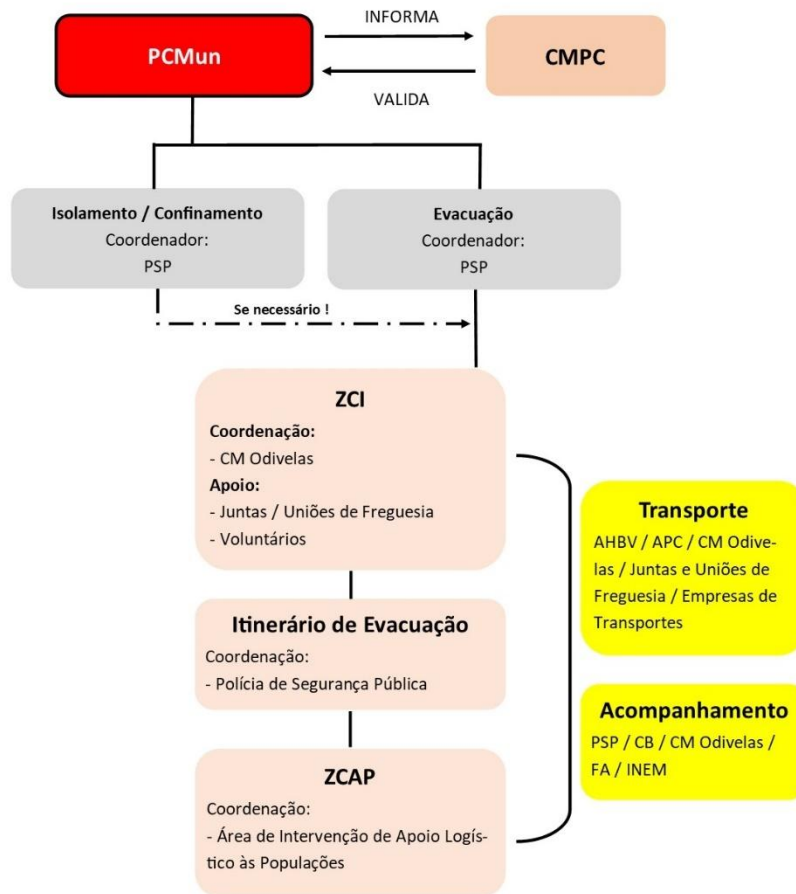 INFORMA
PCMun
CMPC
VALIDA
Isolamento / Confinamento
Coordenador:
PSP
Evacuação
Coordenador:
PSP
Se necessário !
ZCI
Coordenação:
- CM Odivelas
Apoio:
- Juntas / Uniões de Freguesia
- Voluntários
Transporte
AHBV / APC / CM Odive-
las / Juntas e Uniões de
Freguesia / Empresas de
Transportes
Itinerário de Evacuação
Coordenação:
- Polícia de Segurança Pública
Acompanhamento
PSP / CB / CM Odivelas /
FA / INEM
ZCAP
Coordenação:
- Área de Intervenção de Apoio Logís-
tico às Populações